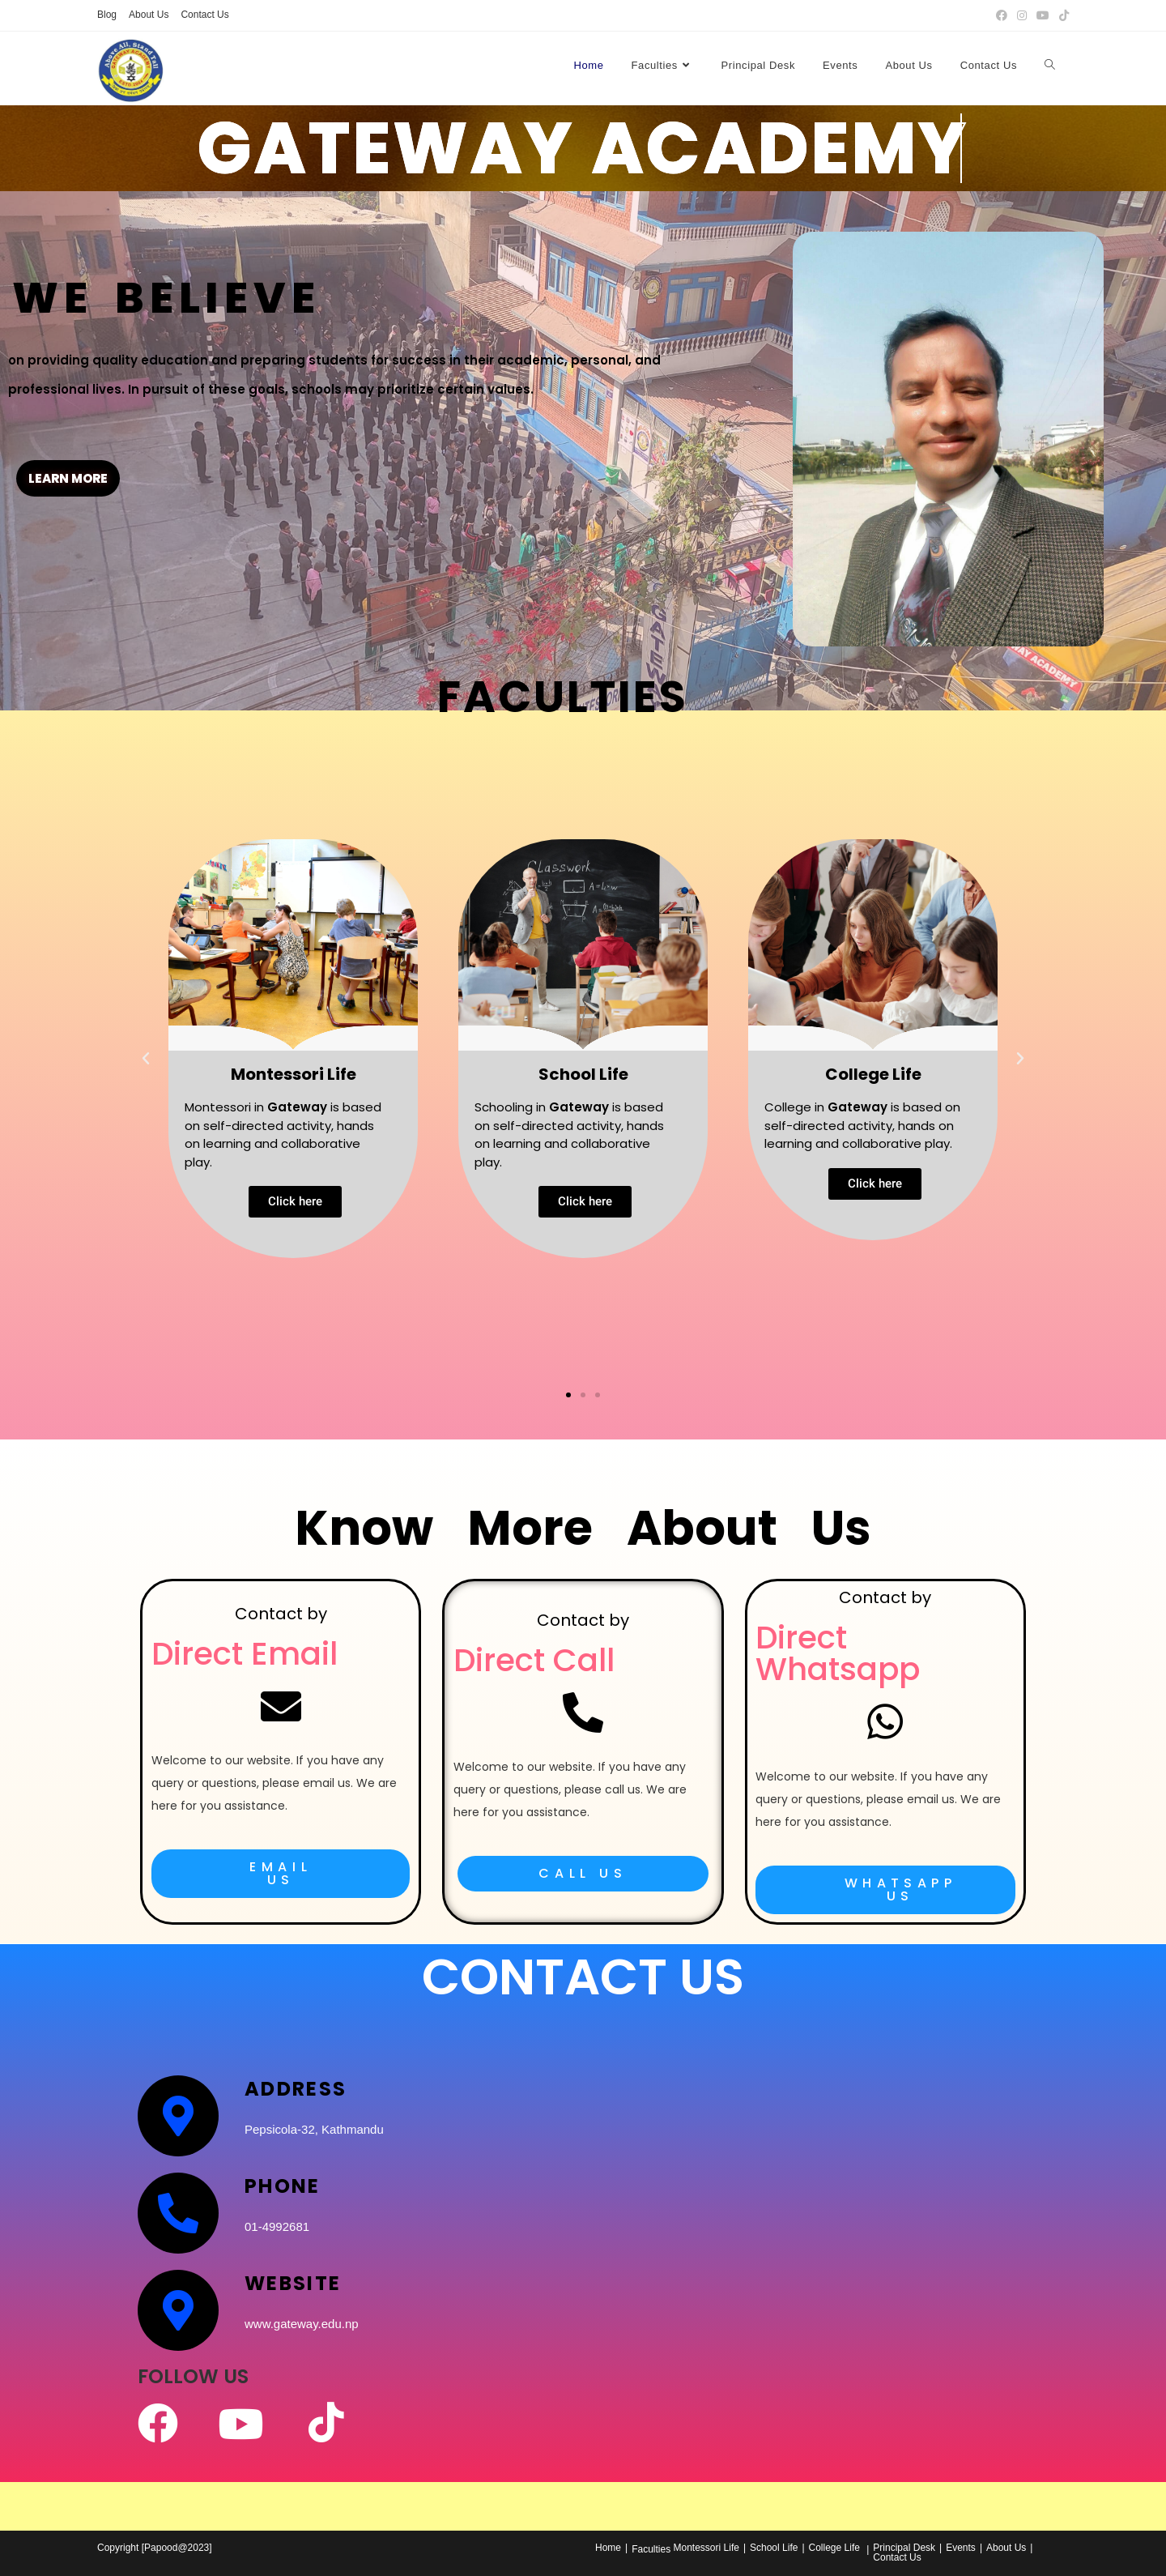 Blog About Us Contact Us
Home Faculties Principal Desk Events About Us Contact Us
GATEWAY ACADEMY
WE BELIEVE
on providing quality education and preparing students for success in their academic, personal, and
professional lives. In pursuit of these goals, schools may prioritize certain values.
LEARN MORE
FACULTIES
Classwork
Montessori Life
Montessori in Gateway is based
on self-directed activity, hands
on learning and collaborative
play.
Click here
School Life
Schooling in Gateway is based
on self-directed activity, hands
on learning and collaborative
play.
Click here
College Life
College in Gateway is based on
self-directed activity, hands on
learning and collaborative play.
Click here
Know More About Us
Contact by
Direct Email
Welcome to our website. If you have any
query or questions, please email us. We are
here for you assistance.
EMAIL
US
Contact by
Direct Call
Welcome to our website. If you have any
query or questions, please call us. We are
here for you assistance.
CALL US
Contact by
Direct
Whatsapp
Welcome to our website. If you have any
query or questions, please email us. We are
here for you assistance.
WHATSAPP
US
CONTACT US
ADDRESS
Pepsicola-32, Kathmandu
PHONE
01-4992681
WEBSITE
www.gateway.edu.np
FOLLOW US
Copyright [Papood@2023]
Home | Faculties Montessori Life | School Life | College Life | Principal Desk | Events | About Us |
Contact Us